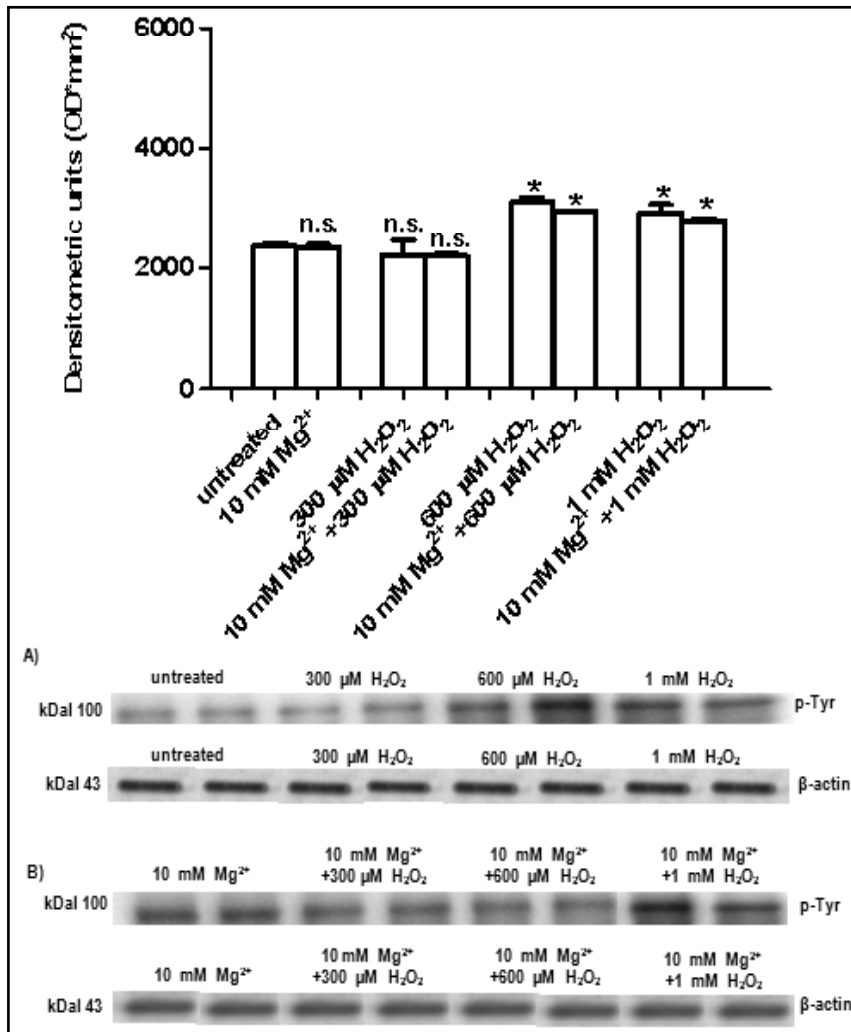 6000
Densitometric units (OD*mm²)
4000
2000
0
n.s.
n.s.
n.s.
*
*
*
*
untreated
10 mM Mg²⁺
300 µM H₂O₂
10 mM Mg²⁺ +300 µM H₂O₂
600 µM H₂O₂
10 mM Mg²⁺ +600 µM H₂O₂
1 mM H₂O₂
10 mM Mg²⁺ +1 mM H₂O₂
A)
untreated 300 µM H₂O₂ 600 µM H₂O₂ 1 mM H₂O₂
kDal 100 p-Tyr
untreated 300 µM H₂O₂ 600 µM H₂O₂ 1 mM H₂O₂
kDal 43 β-actin
B)
10 mM Mg²⁺ 10 mM Mg²⁺ 10 mM Mg²⁺
10 mM Mg²⁺ +300 µM H₂O₂ +600 µM H₂O₂ +1 mM H₂O₂
kDal 100 p-Tyr
10 mM Mg²⁺ 10 mM Mg²⁺ 10 mM Mg²⁺
10 mM Mg²⁺ +300 µM H₂O₂ +600 µM H₂O₂ +1 mM H₂O₂
kDal 43 β-actin